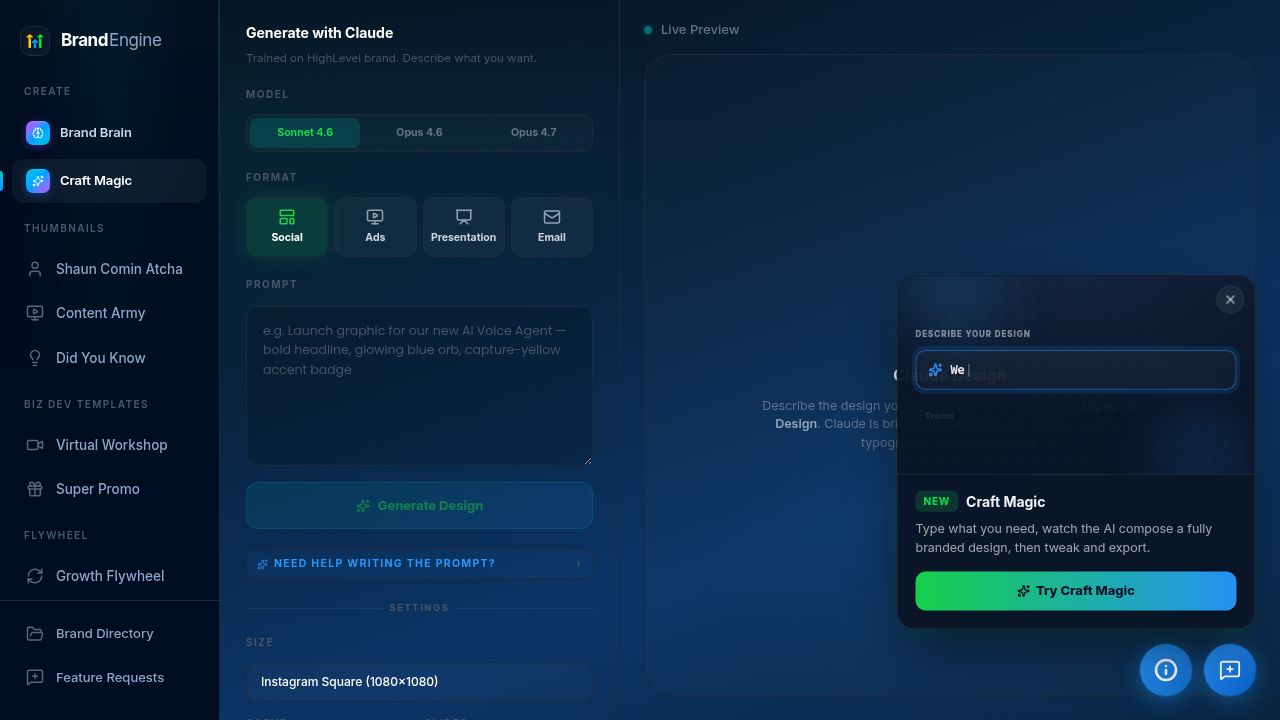 BrandEngine
CREATE
Brand Brain
Craft Magic
THUMBNAILS
Shaun Comin Atcha
Content Army
Did You Know
BIZ DEV TEMPLATES
Virtual Workshop
Super Promo
FLYWHEEL
Growth Flywheel
Brand Directory
Feature Requests
Generate with Claude
Trained on HighLevel brand. Describe what you want.
MODEL
Sonnet 4.6
Opus 4.6
Opus 4.7
FORMAT
Social
Ads
Presentation
Email
PROMPT
e.g. Launch graphic for our new AI Voice Agent —
bold headline, glowing blue orb, capture-yellow
accent badge
Generate Design
NEED HELP WRITING THE PROMPT?
SETTINGS
SIZE
Instagram Square (1080×1080)
Live Preview
Claude Design
Describe the design yo
Generate
Design. Claude is bri
typogr
DESCRIBE YOUR DESIGN
We
Promo
NEW Craft Magic
Type what you need, watch the AI compose a fully
branded design, then tweak and export.
Try Craft Magic